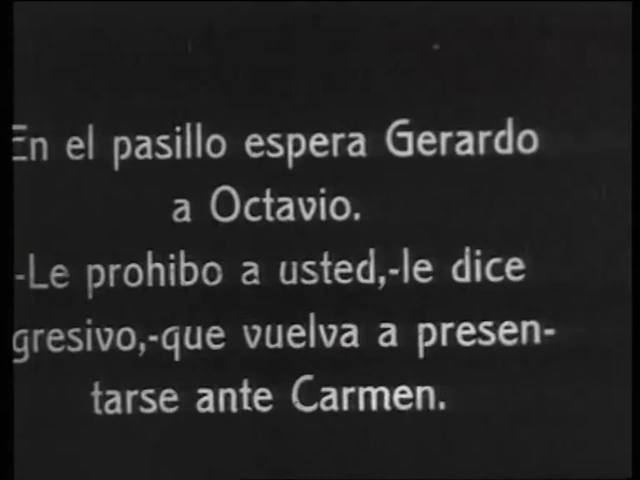 En el pasillo espera Gerardo
a Octavio.
-Le prohibo a usted,-le dice
gresivo,-que vuelva a presen-
tarse ante Carmen.